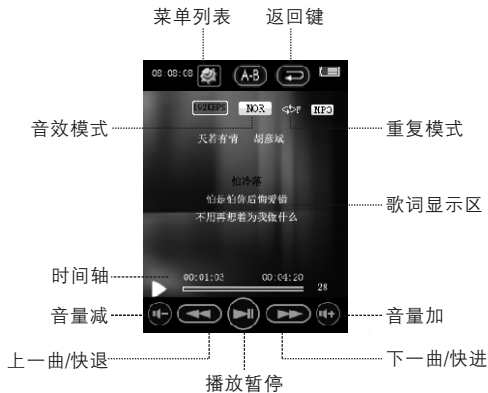 菜单列表 返回键
08:08:08 A-B
192KBPS NOR MP3
音效模式 重复模式
天若有情 胡彦斌
怕冷落
怕是怕你后悔爱错 歌词显示区
不用再想着为我做什么
时间轴
00:01:03 00:04:20
28
音量减 音量加
上一曲/快退 下一曲/快进
播放暂停